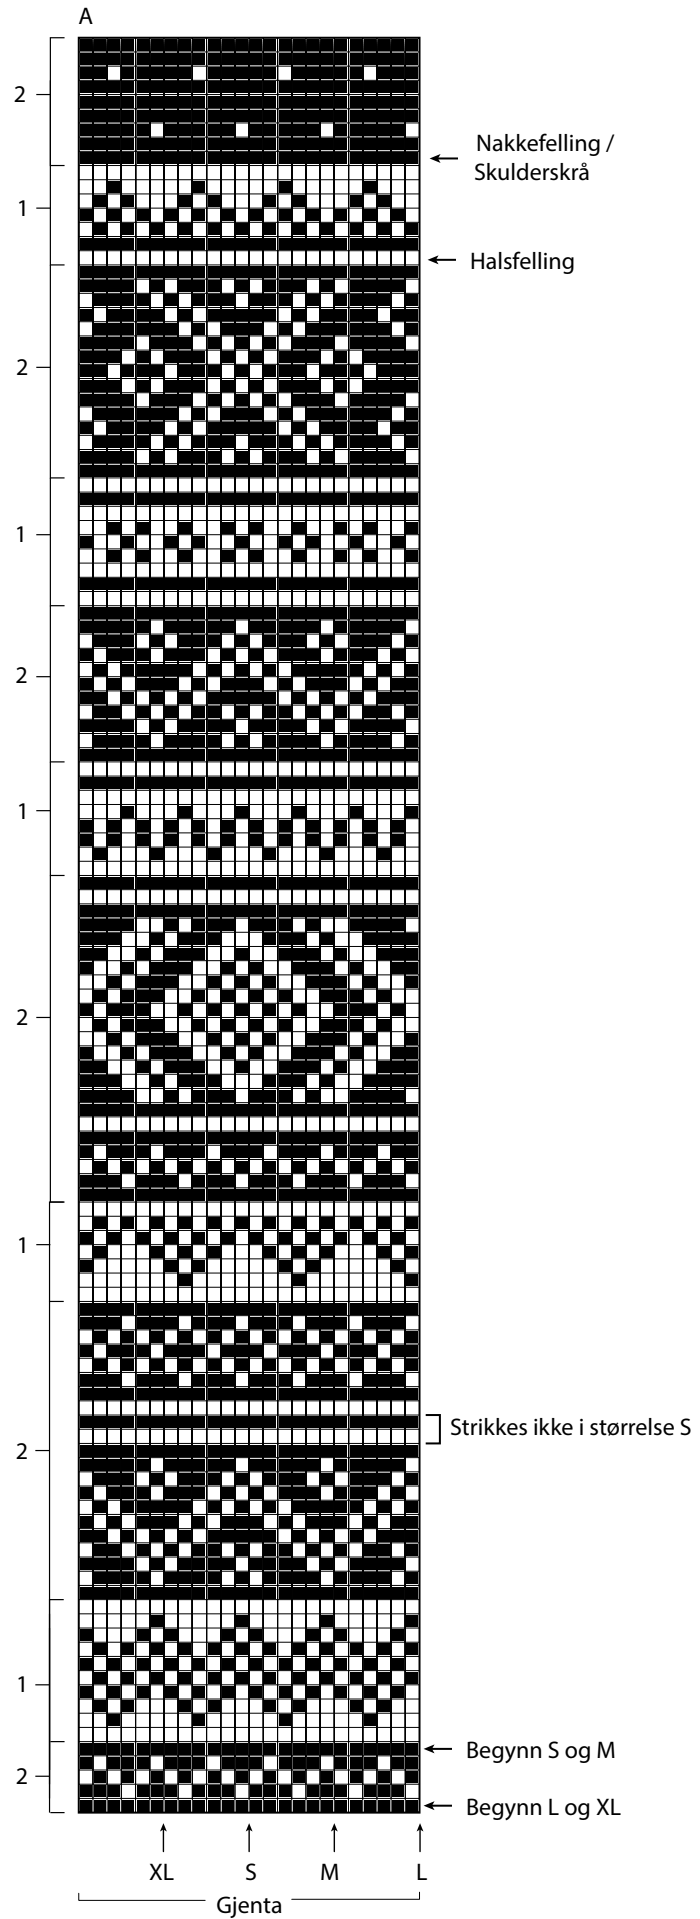 A
2
Nakkefelling /
Skulderskrå
1
Halsfelling
2
1
2
1
2
1
Strikkes ikke i størrelse S
2
1
Begynn S og M
2
Begynn L og XL
XL S M L
Gjenta